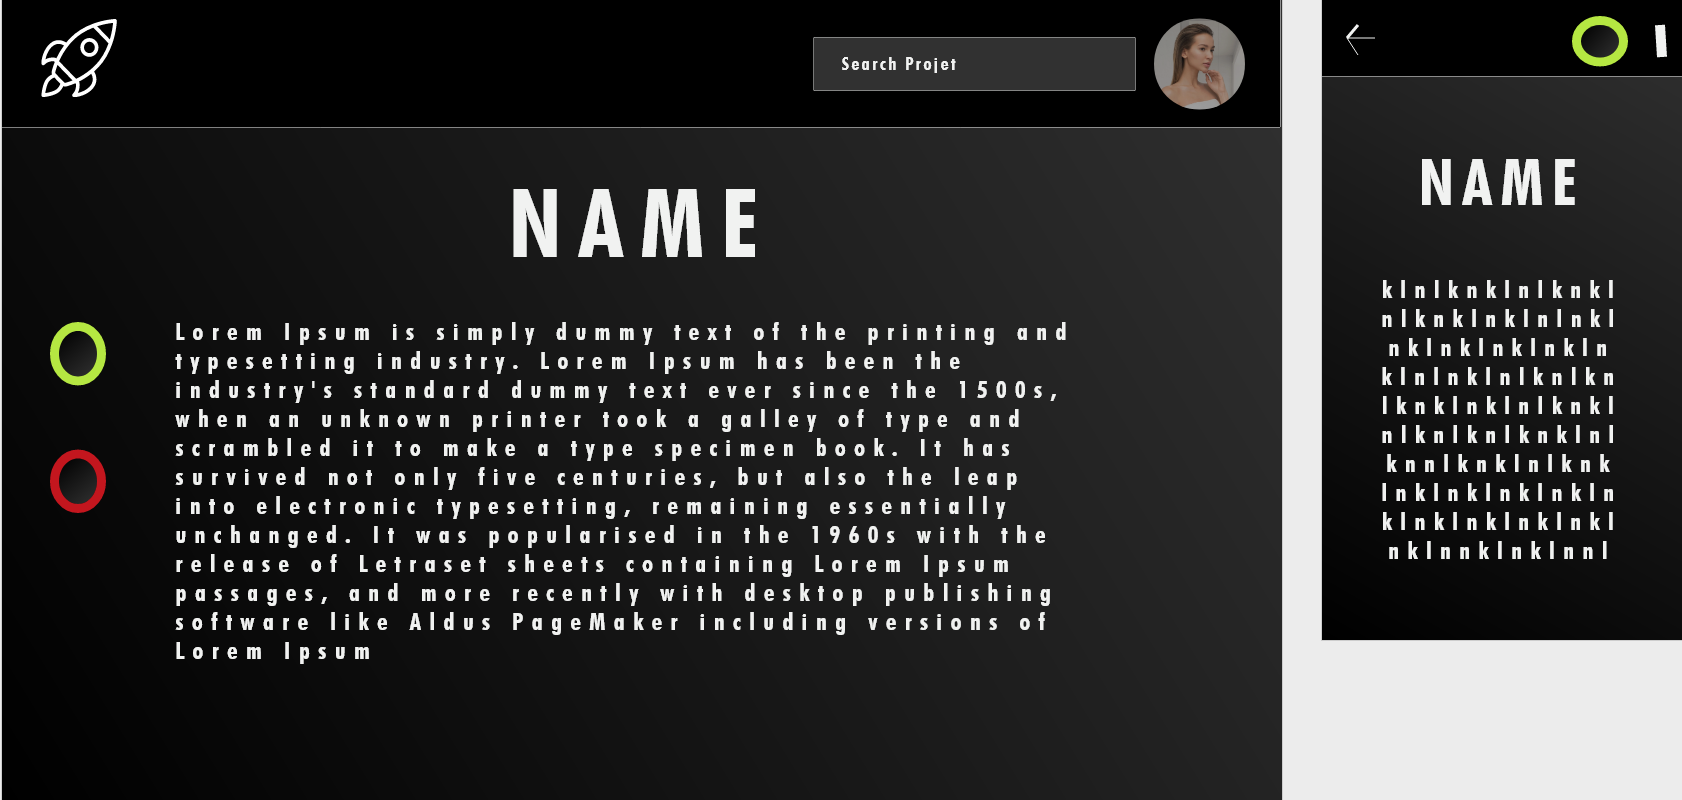 Search Projet
NAME
Lorem Ipsum is simply dummy text of the printing and
typesetting industry. Lorem Ipsum has been the
industry's standard dummy text ever since the 1500s,
when an unknown printer took a galley of type and
scrambled it to make a type specimen book. It has
survived not only five centuries, but also the leap
into electronic typesetting, remaining essentially
unchanged. It was popularised in the 1960s with the
release of Letraset sheets containing Lorem Ipsum
passages, and more recently with desktop publishing
software like Aldus PageMaker including versions of
Lorem Ipsum
NAME
klnlknklnlknkl
nlknklnklnlnkl
nklnklnklnkln
klnlnklnlknlkn
lknklnklnlknkl
nlknlknlknklnl
knnlknklnlknk
lnklnklnklnkln
klnklnklnklnkl
nklnnklnklnnl